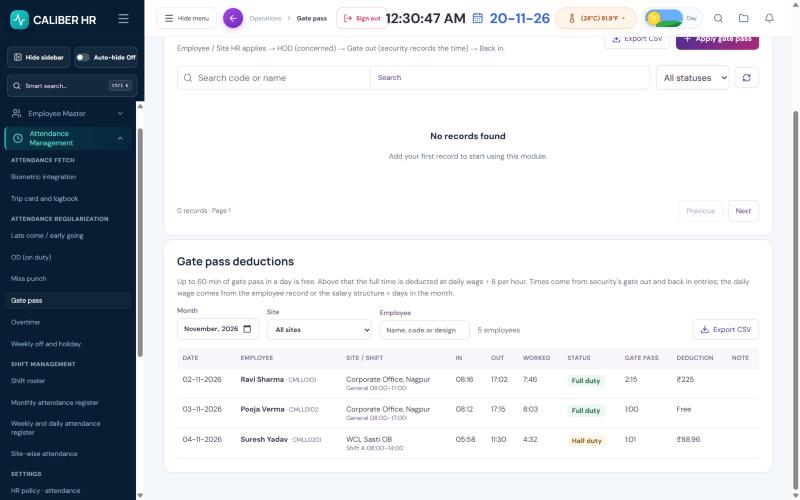 CALIBER HR
Hide menu
Operations > Gate pass
Sign out
12:30:47 AM
20-11-26
(28°C) 81.9°F
Day
Hide sidebar
Auto-hide Off
Smart search...
Employee Master
Attendance Management
ATTENDANCE FETCH
Biometric integration
Trip card and logbook
ATTENDANCE REGULARIZATION
Late come / early going
OD (on duty)
Miss punch
Gate pass
Overtime
Weekly off and holiday
SHIFT MANAGEMENT
Shift roster
Monthly attendance register
Weekly and daily attendance register
Site-wise attendance
SETTINGS
HR policy · attendance
Employee / Site HR applies → HOD (concerned) → Gate out (security records the time) → Back in.
Export CSV
+ Apply gate pass
Search code or name
Search
All statuses
No records found
Add your first record to start using this module.
0 records · Page 1
Previous
Next
Gate pass deductions
Up to 60 min of gate pass in a day is free. Above that the full time is deducted at daily wage ÷ 8 per hour. Times come from security's gate out and back in entries; the daily
wage comes from the employee record or the salary structure ÷ days in the month.
Month
Site
Employee
November, 2026
All sites
Name, code or design
5 employees
Export CSV
DATE EMPLOYEE SITE / SHIFT IN OUT WORKED STATUS GATE PASS DEDUCTION NOTE
02-11-2026 Ravi Sharma · CMLL0101 Corporate Office, Nagpur 08:16 17:02 7:46 Full duty 2:15 ₹225
General 08:00–17:00
03-11-2026 Pooja Verma · CMLL0102 Corporate Office, Nagpur 08:12 17:15 8:03 Full duty 1:00 Free
General 08:00–17:00
04-11-2026 Suresh Yadav · CMLL0201 WCL Sasti OB 05:58 11:30 4:32 Half duty 1:01 ₹88.96
Shift A 06:00–14:00